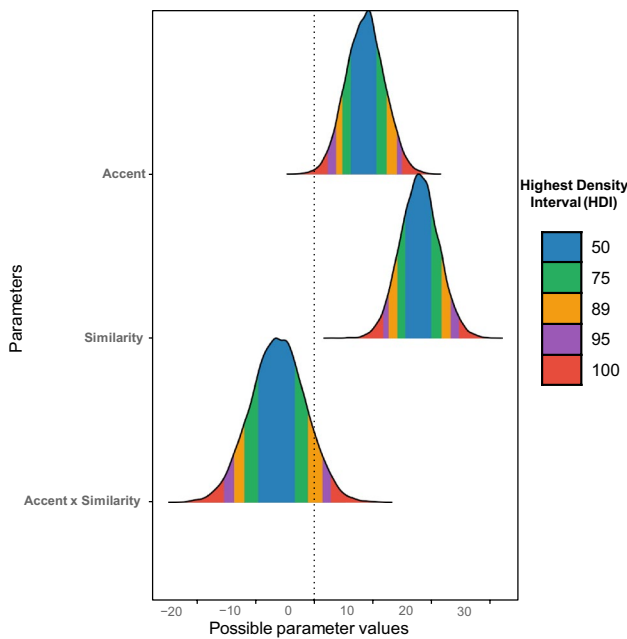 Accent
Similarity
Accent x Similarity
Parameters
−20 −10 0 10 20 30
Possible parameter values
Highest Density
Interval (HDI)
50
75
89
95
100